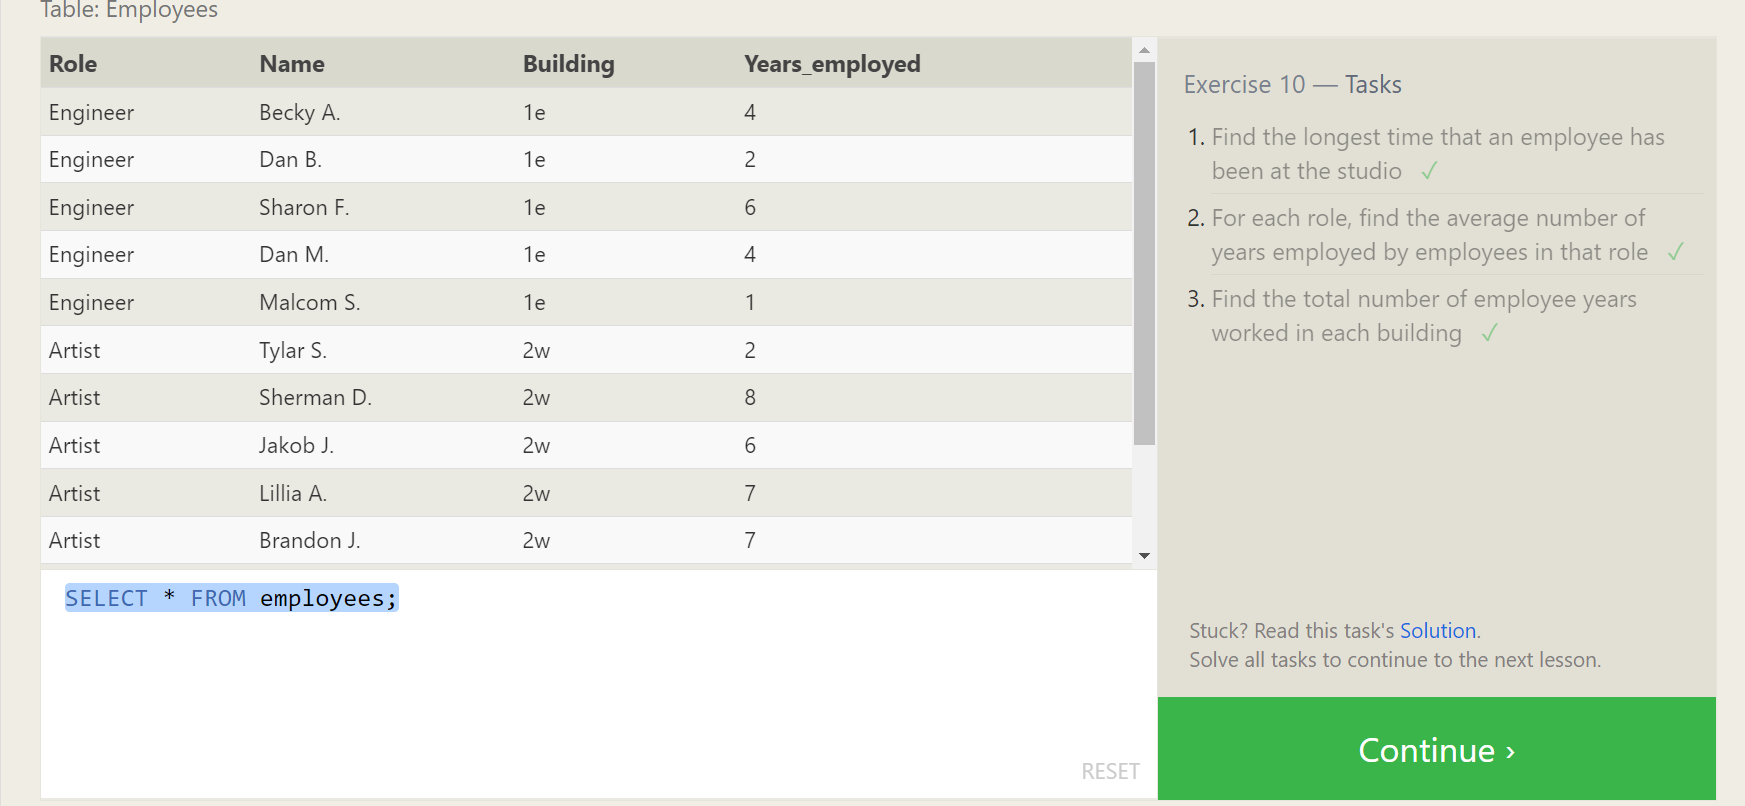 Table: Employees
Role Name Building Years_employed
Engineer Becky A. 1e 4
Engineer Dan B. 1e 2
Engineer Sharon F. 1e 6
Engineer Dan M. 1e 4
Engineer Malcom S. 1e 1
Artist Tylar S. 2w 2
Artist Sherman D. 2w 8
Artist Jakob J. 2w 6
Artist Lillia A. 2w 7
Artist Brandon J. 2w 7
SELECT * FROM employees;
RESET
Exercise 10 — Tasks
1. Find the longest time that an employee has
been at the studio ✓
2. For each role, find the average number of
years employed by employees in that role ✓
3. Find the total number of employee years
worked in each building ✓
Stuck? Read this task's Solution.
Solve all tasks to continue to the next lesson.
Continue ›